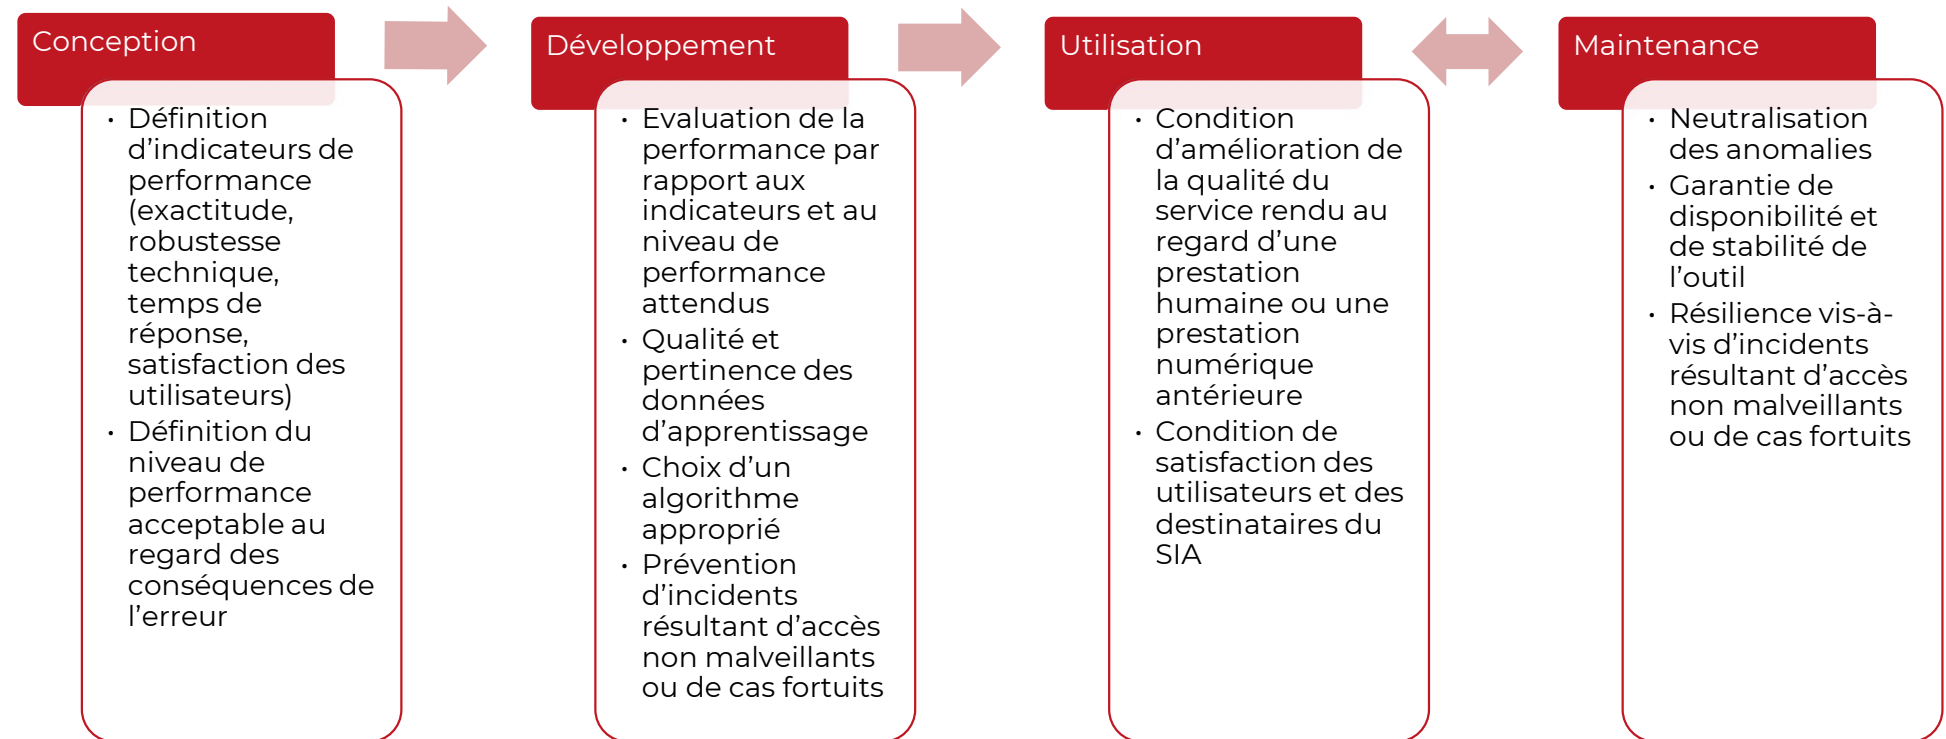 Conception
• Définition
d’indicateurs de
performance
(exactitude,
robustesse
technique,
temps de
réponse,
satisfaction des
utilisateurs)
• Définition du
niveau de
performance
acceptable au
regard des
conséquences de
l’erreur
Développement
• Evaluation de la
performance par
rapport aux
indicateurs et au
niveau de
performance
attendus
• Qualité et
pertinence des
données
d’apprentissage
• Choix d’un
algorithme
approprié
• Prévention
d’incidents
résultant d’accès
non malveillants
ou de cas fortuits
Utilisation
• Condition
d’amélioration de
la qualité du
service rendu au
regard d’une
prestation
humaine ou une
prestation
numérique
antérieure
• Condition de
satisfaction des
utilisateurs et des
destinataires du
SIA
Maintenance
• Neutralisation
des anomalies
• Garantie de
disponibilité et
de stabilité de
l’outil
• Résilience vis-à-
vis d’incidents
résultant d’accès
non malveillants
ou de cas fortuits